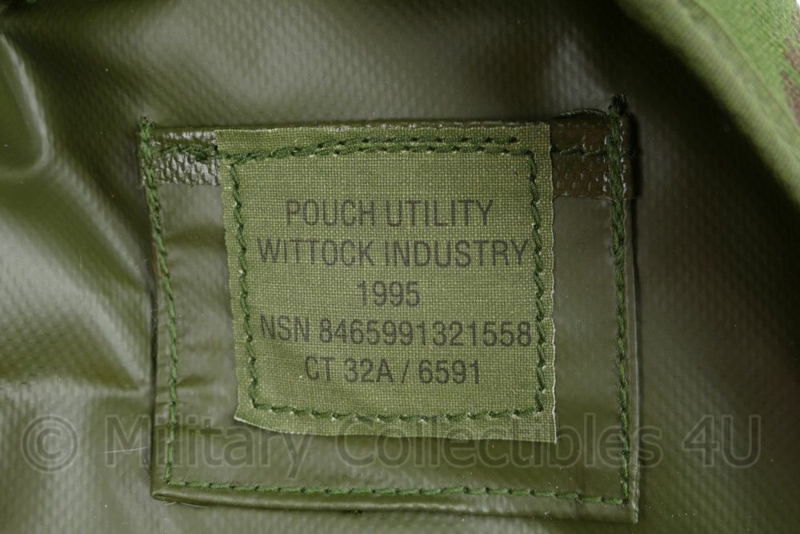 POUCH UTILITY
WITTOCK INDUSTRY
1995
NSN 8465991321558
CT 32A / 6591
© Military Collectibles 4U ©